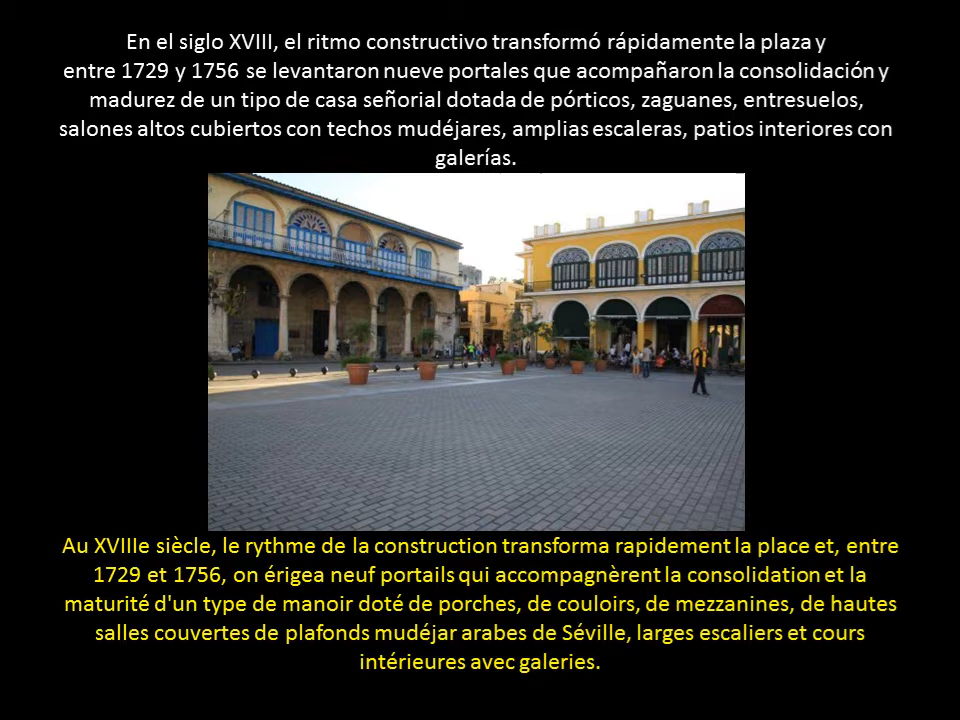 En el siglo XVIII, el ritmo constructivo transformó rápidamente la plaza y
entre 1729 y 1756 se levantaron nueve portales que acompañaron la consolidación y
madurez de un tipo de casa señorial dotada de pórticos, zaguanes, entresuelos,
salones altos cubiertos con techos mudéjares, amplias escaleras, patios interiores con
galerías.
Au XVIIIe siècle, le rythme de la construction transforma rapidement la place et, entre
1729 et 1756, on érigea neuf portails qui accompagnèrent la consolidation et la
maturité d'un type de manoir doté de porches, de couloirs, de mezzanines, de hautes
salles couvertes de plafonds mudéjar arabes de Séville, larges escaliers et cours
intérieures avec galeries.